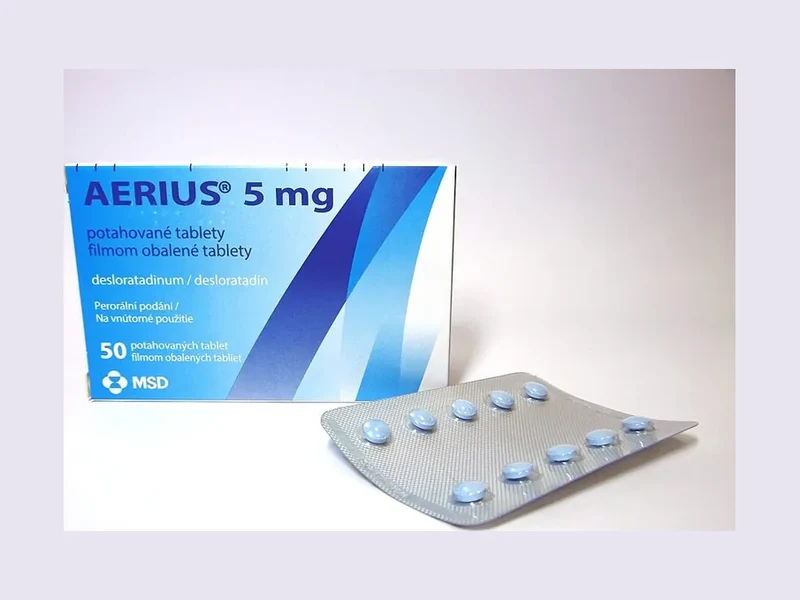 AERIUS® 5 mg
potahované tablety
filmom obalené tablety
desloratadinum / desloratadín
Perorální podání /
Na vnútorné použitie
50 potahovaných tablet
filmom obalených tabliet
MSD